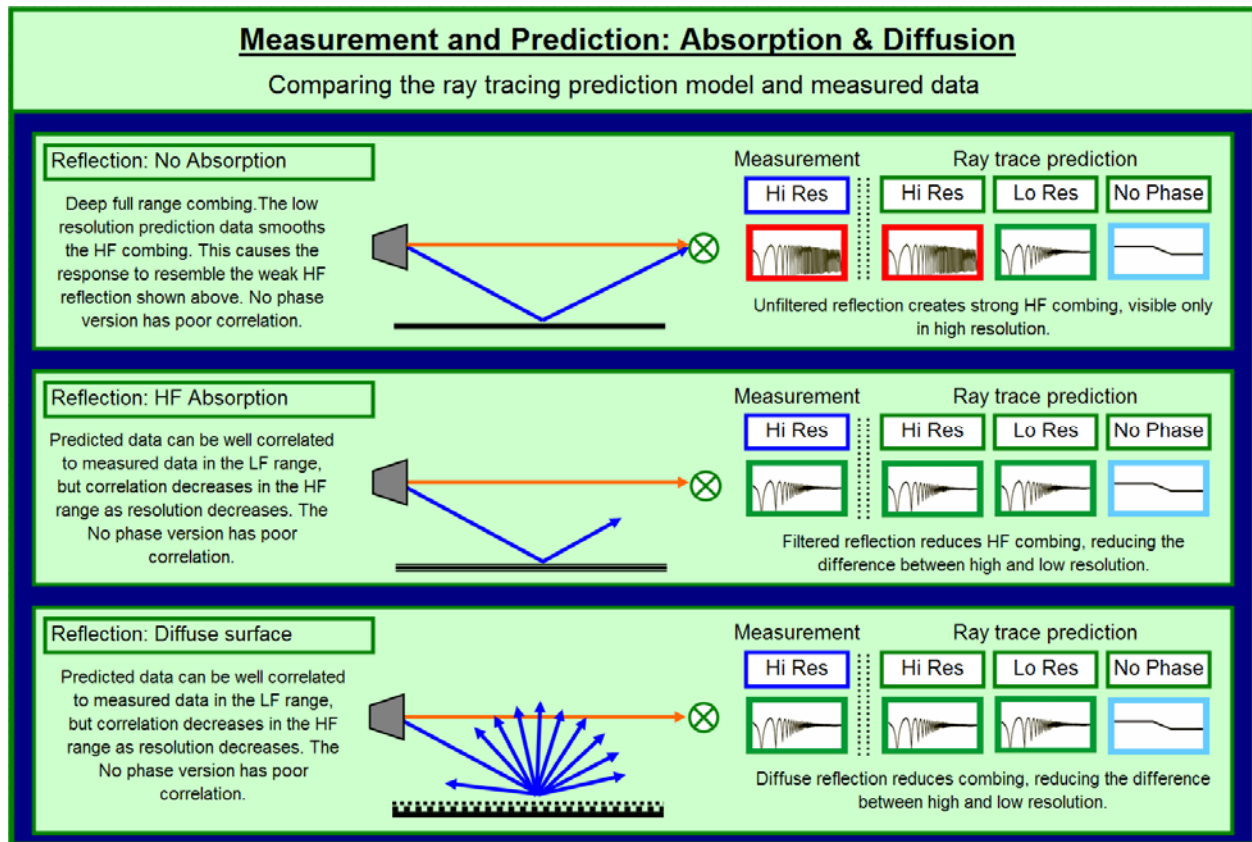 Measurement and Prediction: Absorption & Diffusion
Comparing the ray tracing prediction model and measured data
Reflection: No Absorption
Deep full range combing.The low
resolution prediction data smooths
the HF combing. This causes the
response to resemble the weak HF
reflection shown above. No phase
version has poor correlation.
Measurement
Ray trace prediction
Hi Res
Hi Res
Lo Res
No Phase
Unfiltered reflection creates strong HF combing, visible only
in high resolution.
Reflection: HF Absorption
Predicted data can be well correlated
to measured data in the LF range,
but correlation decreases in the HF
range as resolution decreases. The
No phase version has poor
correlation.
Measurement
Ray trace prediction
Hi Res
Hi Res
Lo Res
No Phase
Filtered reflection reduces HF combing, reducing the
difference between high and low resolution.
Reflection: Diffuse surface
Predicted data can be well correlated
to measured data in the LF range,
but correlation decreases in the HF
range as resolution decreases. The
No phase version has poor
correlation.
Measurement
Ray trace prediction
Hi Res
Hi Res
Lo Res
No Phase
Diffuse reflection reduces combing, reducing the difference
between high and low resolution.